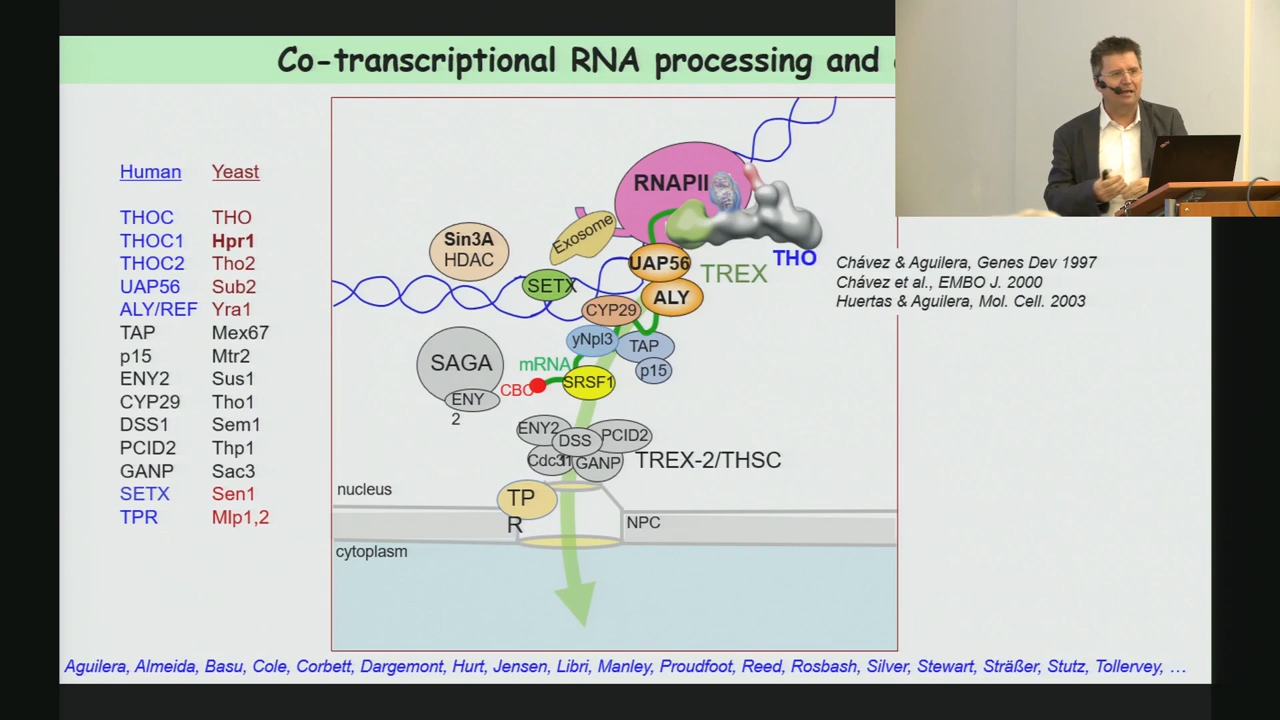 Co-transcriptional RNA processing and
Human Yeast
THOC THO
THOC1 Hpr1
THOC2 Tho2
UAP56 Sub2
ALY/REF Yra1
TAP Mex67
p15 Mtr2
ENY2 Sus1
CYP29 Tho1
DSS1 Sem1
PCID2 Thp1
GANP Sac3
SETX Sen1
TPR Mlp1,2
RNAPII
Exosome
Sin3A
HDAC
UAP56
TREX
THO
SETX
ALY
CYP29
yNpl3
TAP
p15
SAGA
ENY
2
mRNA
CBC
SRSF1
ENY2
DSS
PCID2
Cdc31
GANP
TREX-2/THSC
nucleus
TP
R
NPC
cytoplasm
Chávez & Aguilera, Genes Dev 1997
Chávez et al., EMBO J. 2000
Huertas & Aguilera, Mol. Cell. 2003
Aguilera, Almeida, Basu, Cole, Corbett, Dargemont, Hurt, Jensen, Libri, Manley, Proudfoot, Reed, Rosbash, Silver, Stewart, Sträßer, Stutz, Tollervey, …